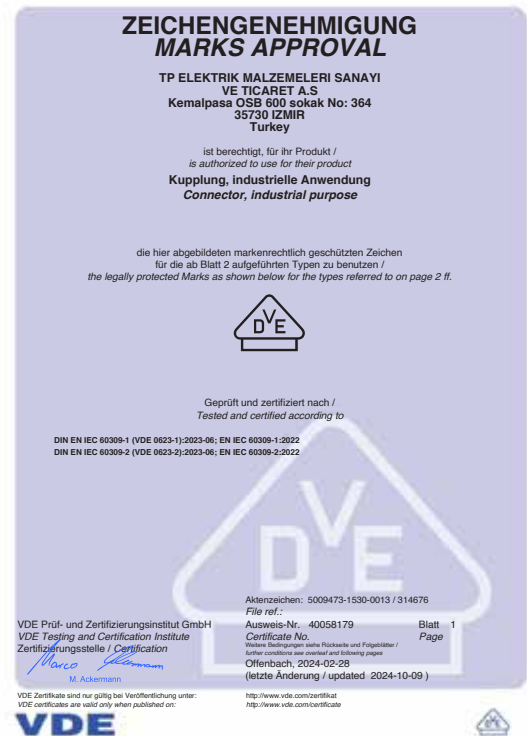 ZEICHENGENEHMIGUNG
MARKS APPROVAL
TP ELEKTRIK MALZEMELERI SANAYI
VE TICARET A.S
Kemalpasa OSB 600 sokak No: 364
35730 IZMIR
Turkey
ist berechtigt, für ihr Produkt /
is authorized to use for their product
Kupplung, industrielle Anwendung
Connector, industrial purpose
die hier abgebildeten markenrechtlich geschützten Zeichen
für die ab Blatt 2 aufgeführten Typen zu benutzen /
the legally protected Marks as shown below for the types referred to on page 2 ff.
DVE
Geprüft und zertifiziert nach /
Tested and certified according to
DIN EN IEC 60309-1 (VDE 0623-1):2023-06; EN IEC 60309-1:2022
DIN EN IEC 60309-2 (VDE 0623-2):2023-06; EN IEC 60309-2:2022
DVE
Aktenzeichen: 5009473-1530-0013 / 314676
File ref.:
VDE Prüf- und Zertifizierungsinstitut GmbH
Ausweis-Nr. 40058179 Blatt 1
VDE Testing and Certification Institute
Certificate No. Page
Zertifizierungsstelle / Certification
Weitere Bedingungen siehe Rückseite und Folgeblätter /
further conditions see overleaf and following pages
Offenbach, 2024-02-28
(letzte Änderung / updated 2024-10-09 )
M. Ackermann
VDE Zertifikate sind nur gültig bei Veröffentlichung unter: http://www.vde.com/zertifikat
VDE certificates are valid only when published on: http://www.vde.com/certificate
VDE
DVE